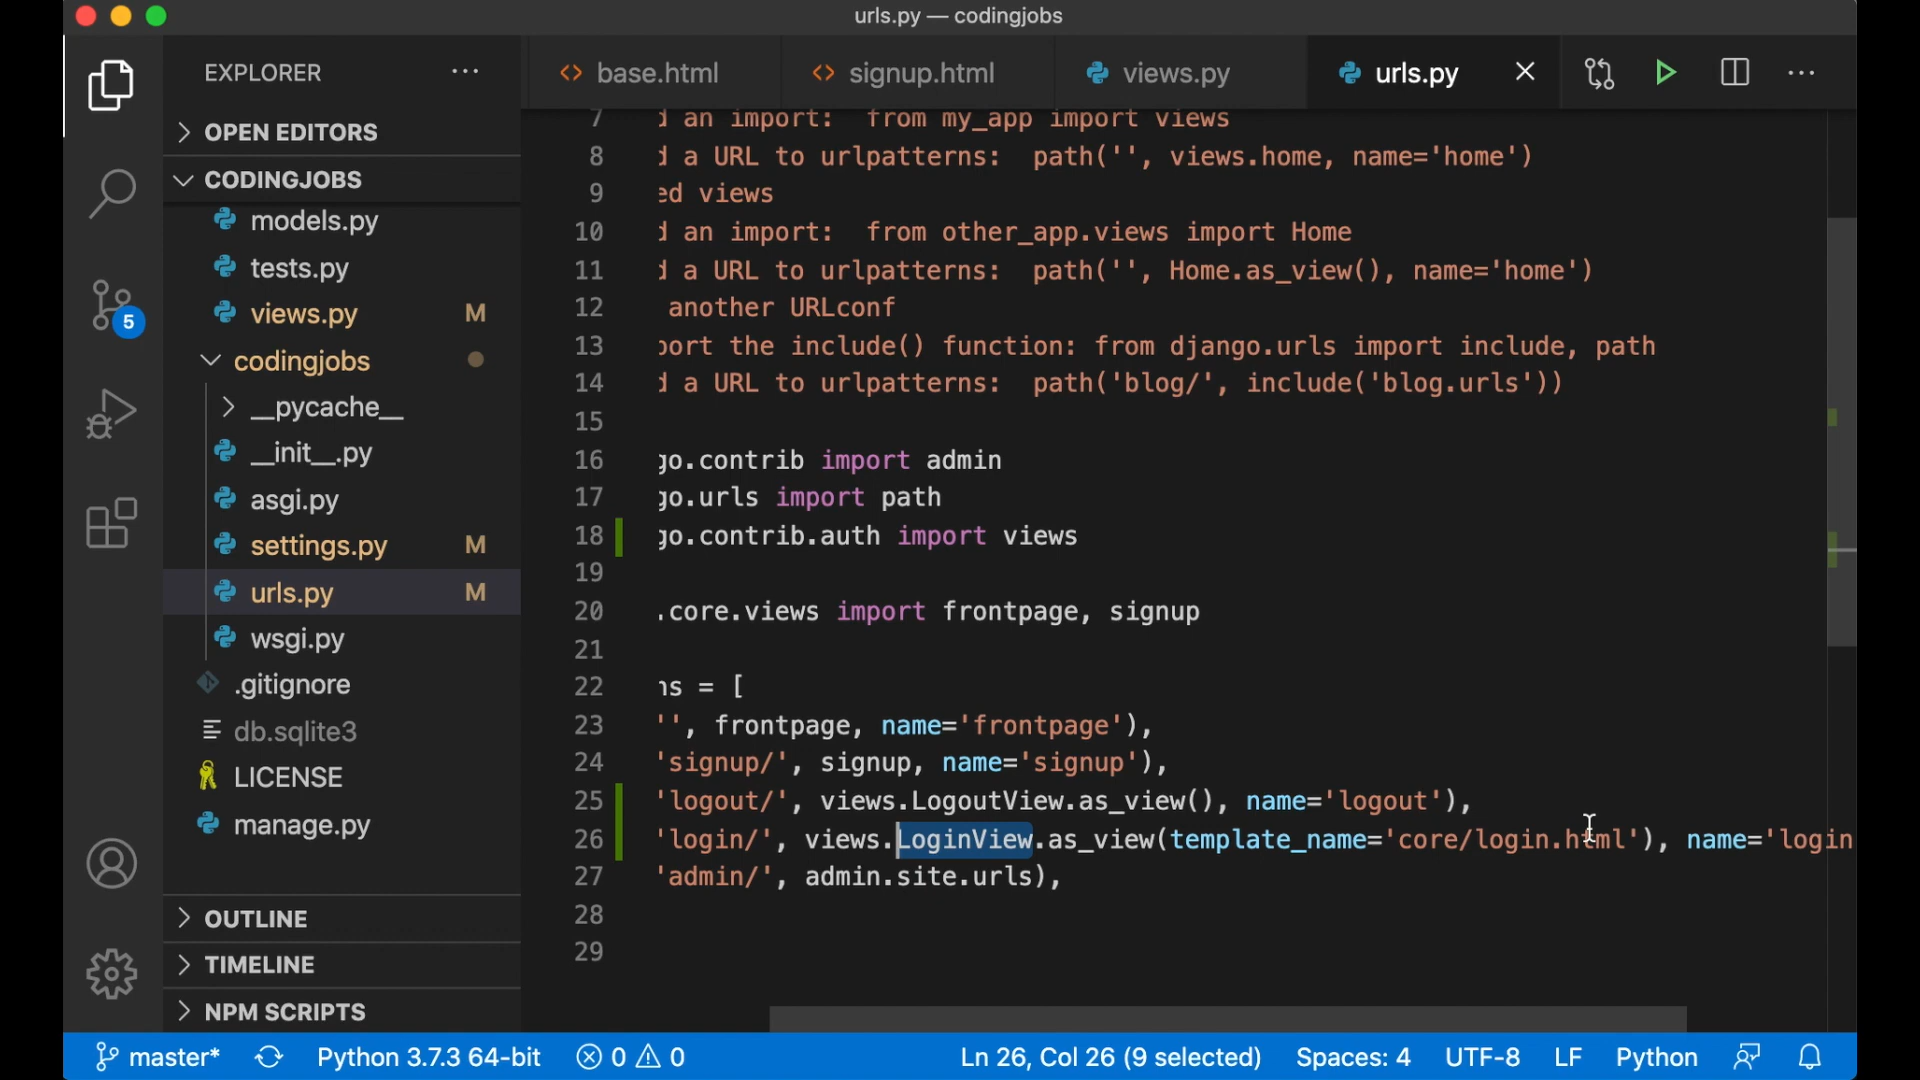 urls.py — codingjobs
EXPLORER
base.html
signup.html
views.py
urls.py
OPEN EDITORS
CODINGJOBS
models.py
tests.py
views.py M
codingjobs
__pycache__
__init__.py
asgi.py
settings.py M
urls.py M
wsgi.py
.gitignore
db.sqlite3
LICENSE
manage.py
OUTLINE
TIMELINE
NPM SCRIPTS
5
7 d an import:  from my_app import views
8 d a URL to urlpatterns:  path('', views.home, name='home')
9 ed views
10 d an import:  from other_app.views import Home
11 d a URL to urlpatterns:  path('', Home.as_view(), name='home')
12 another URLconf
13 port the include() function: from django.urls import include, path
14 d a URL to urlpatterns:  path('blog/', include('blog.urls'))
15
16 go.contrib import admin
17 go.urls import path
18 go.contrib.auth import views
19
20 .core.views import frontpage, signup
21
22 ns = [
23 '', frontpage, name='frontpage'),
24 'signup/', signup, name='signup'),
25 'logout/', views.LogoutView.as_view(), name='logout'),
26 'login/', views.LoginView.as_view(template_name='core/login.html'), name='login
27 'admin/', admin.site.urls),
28
29
master* Python 3.7.3 64-bit 0 0 Ln 26, Col 26 (9 selected) Spaces: 4 UTF-8 LF Python